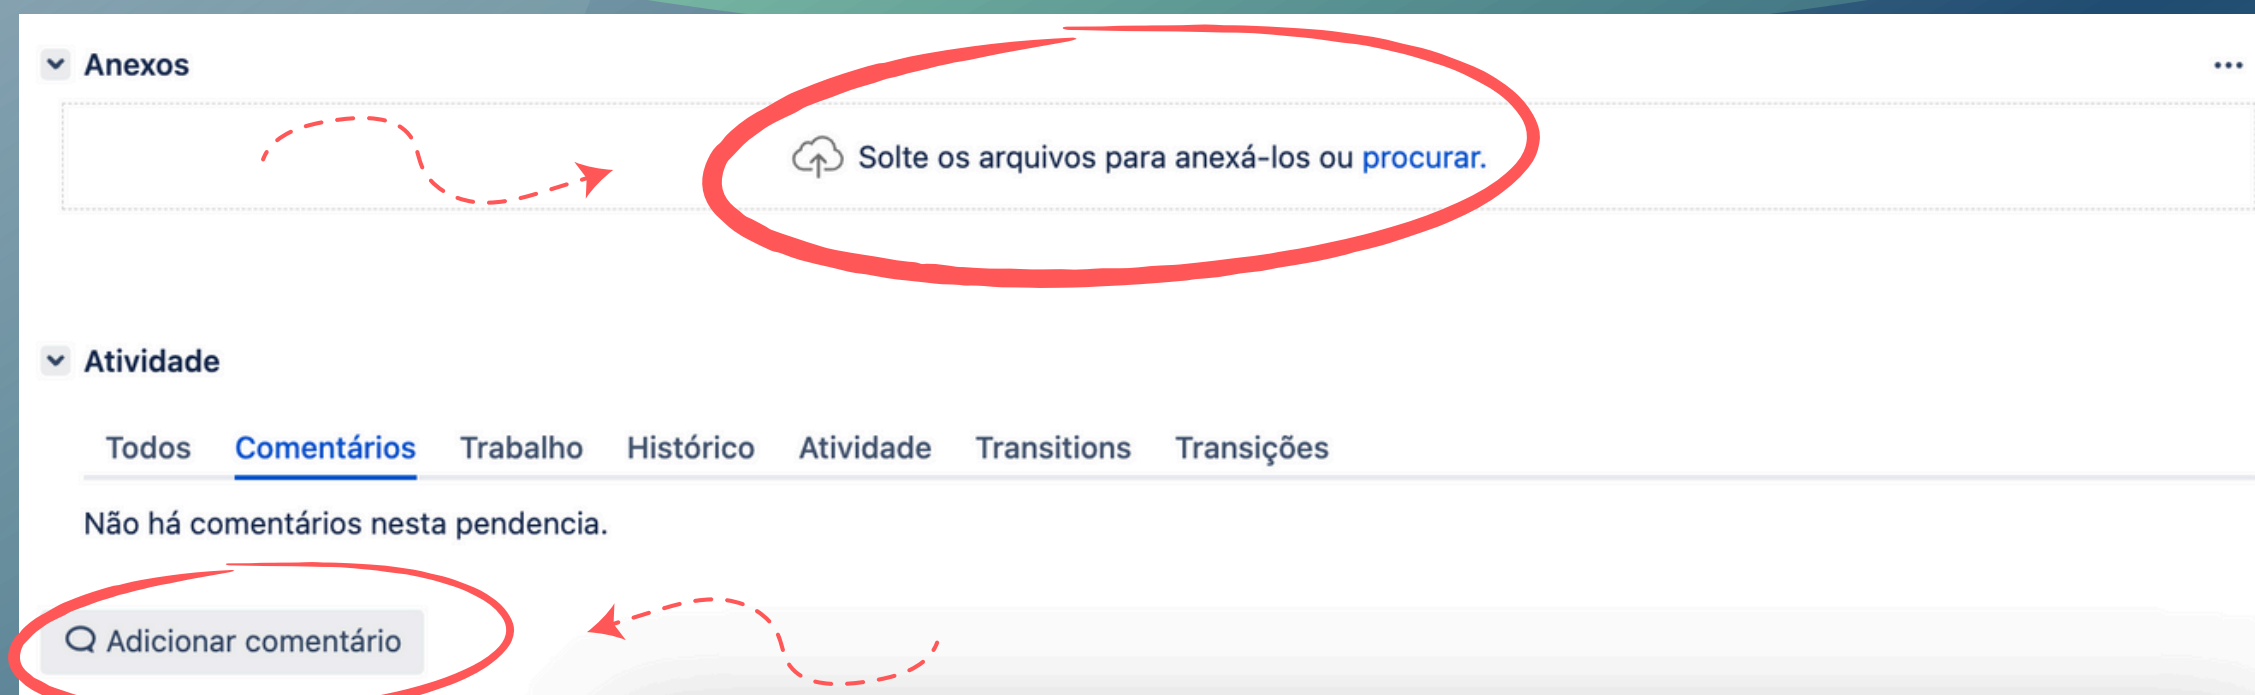 Anexos
Solte os arquivos para anexá-los ou procurar.
Atividade
Todos Comentários Trabalho Histórico Atividade Transitions Transições
Não há comentários nesta pendencia.
Adicionar comentário